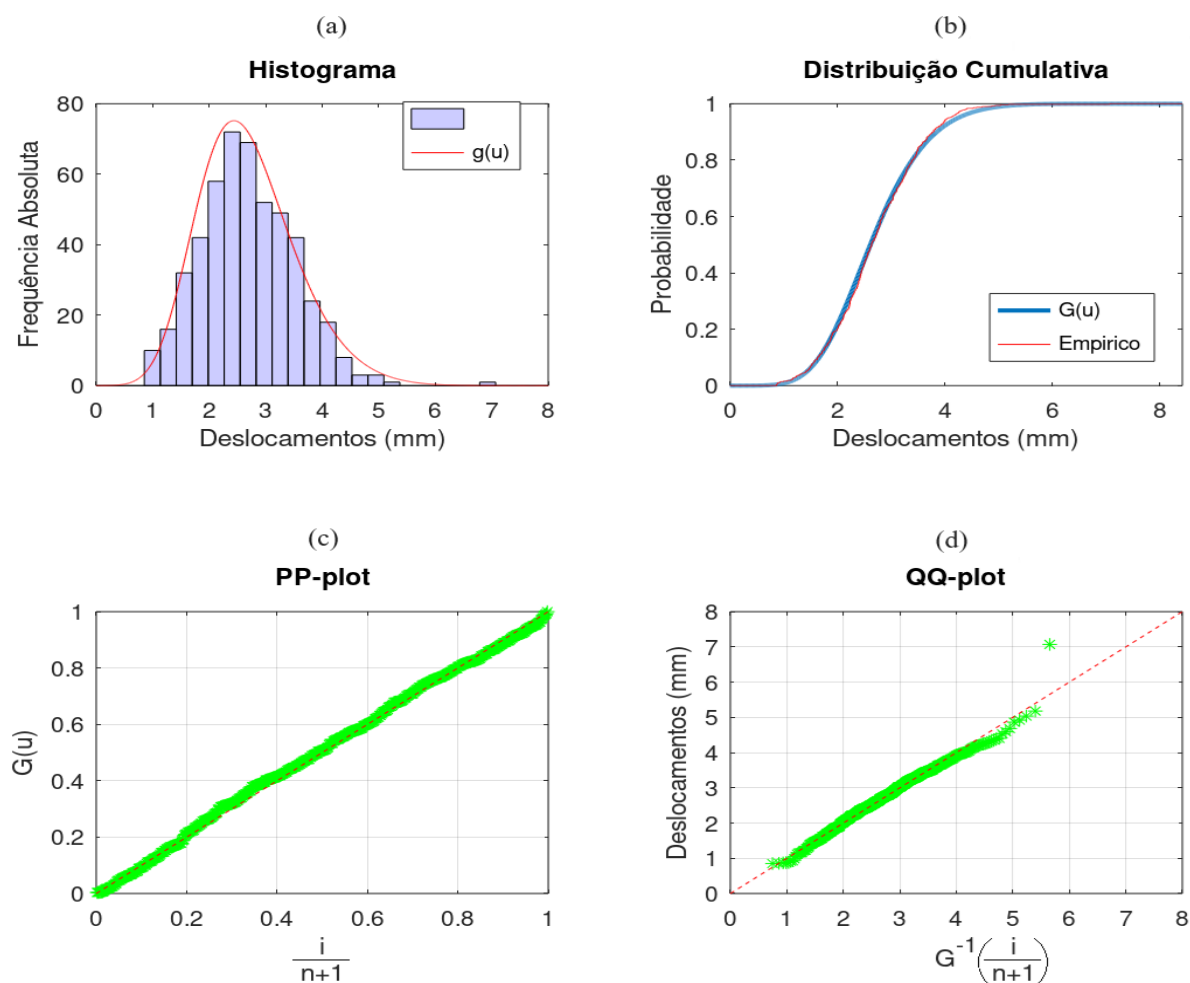 (a)
Histograma
Frequência Absoluta
80
60
40
20
0
0 1 2 3 4 5 6 7 8
Deslocamentos (mm)
g(u)
(b)
Distribuição Cumulativa
Probabilidade
1
0.8
0.6
0.4
0.2
0
0 2 4 6 8
Deslocamentos (mm)
G(u)
Empirico
(c)
PP-plot
G(u)
1
0.8
0.6
0.4
0.2
0
0 0.2 0.4 0.6 0.8 1
i
n+1
(d)
QQ-plot
Deslocamentos (mm)
8
7
6
5
4
3
2
1
0
0 1 2 3 4 5 6 7 8
G⁻¹(i/n+1)